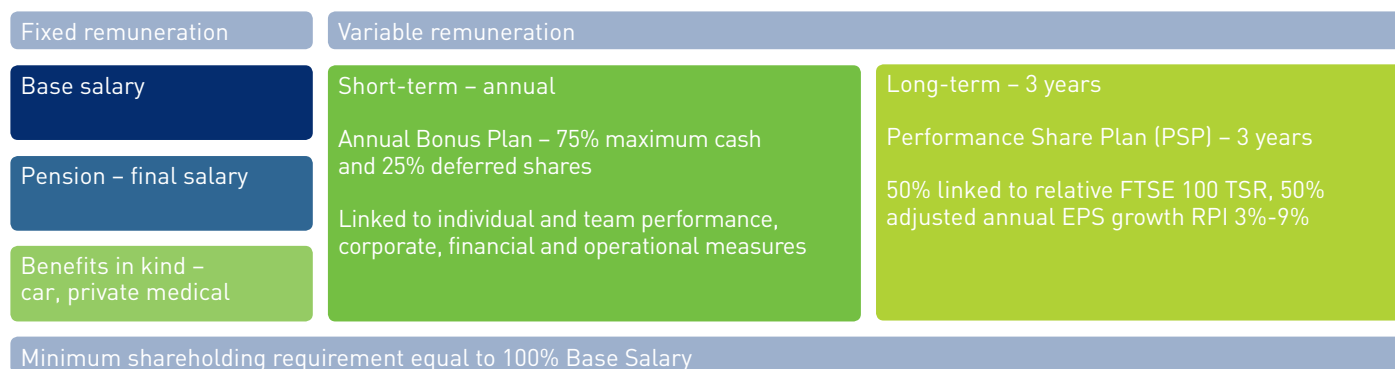 Fixed remuneration
Variable remuneration
Base salary
Pension – final salary
Benefits in kind –
car, private medical
Short-term – annual
Annual Bonus Plan – 75% maximum cash
and 25% deferred shares
Linked to individual and team performance,
corporate, financial and operational measures
Long-term – 3 years
Performance Share Plan (PSP) – 3 years
50% linked to relative FTSE 100 TSR, 50%
adjusted annual EPS growth RPI 3%-9%
Minimum shareholding requirement equal to 100% Base Salary